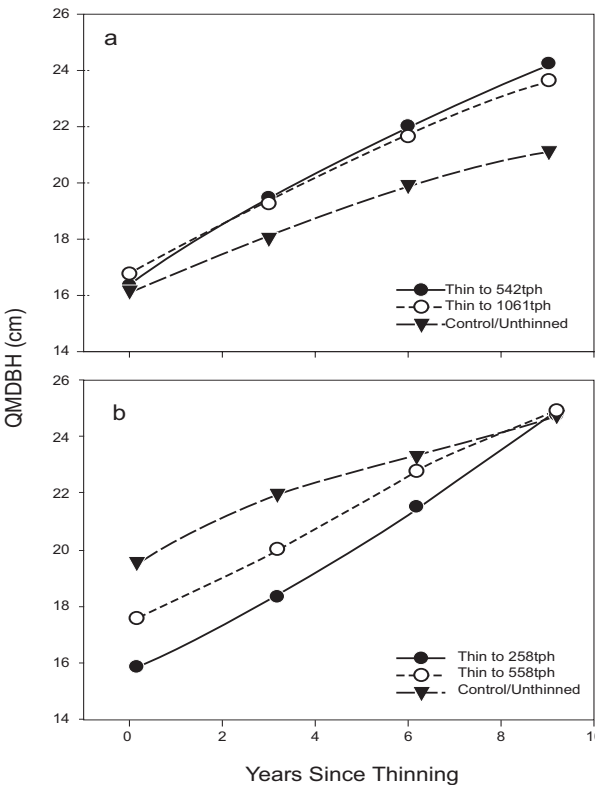 26
a
24
22
20
18
16
14
Thin to 542tph
Thin to 1061tph
Control/Unthinned
QMDBH (cm)
26
b
24
22
20
18
16
14
Thin to 258tph
Thin to 558tph
Control/Unthinned
0 2 4 6 8 10
Years Since Thinning